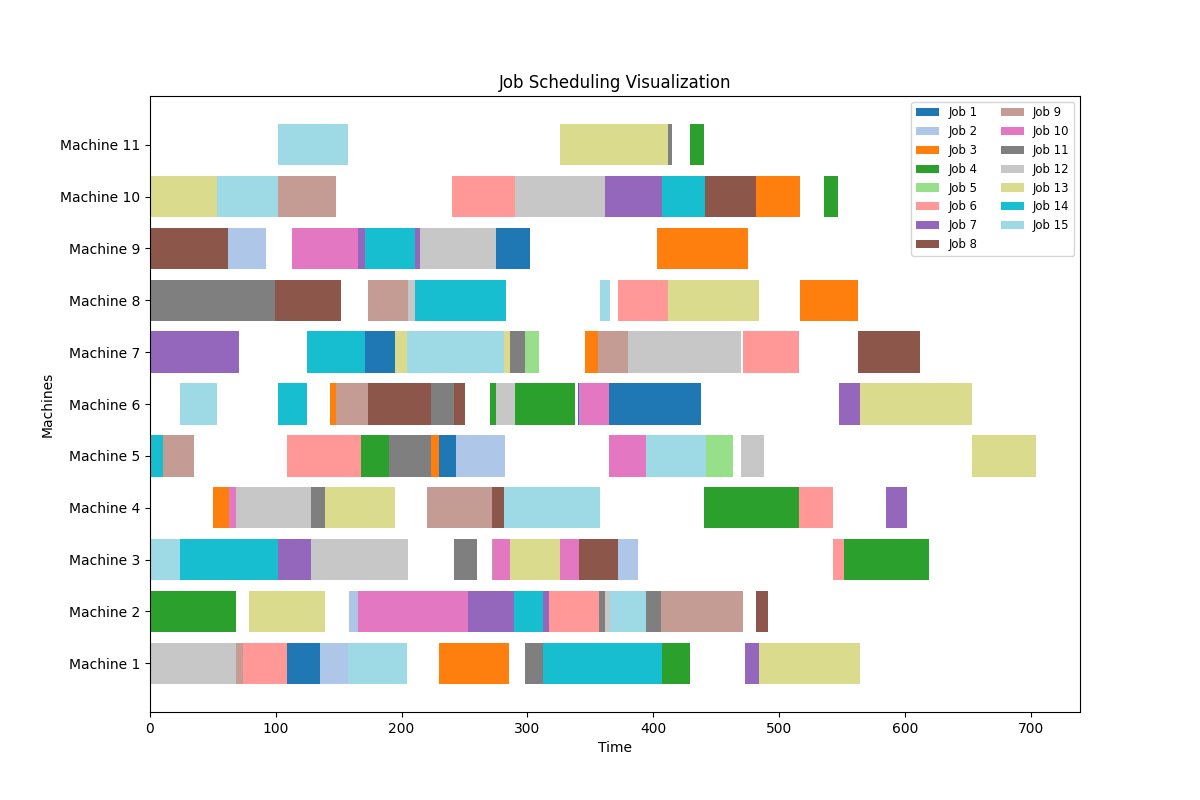 Job Scheduling Visualization
Machine 11
Machine 10
Machine 9
Machine 8
Machine 7
Machine 6
Machine 5
Machine 4
Machine 3
Machine 2
Machine 1
Machines
0 100 200 300 400 500 600 700
Time
Job 1
Job 2
Job 3
Job 4
Job 5
Job 6
Job 7
Job 8
Job 9
Job 10
Job 11
Job 12
Job 13
Job 14
Job 15